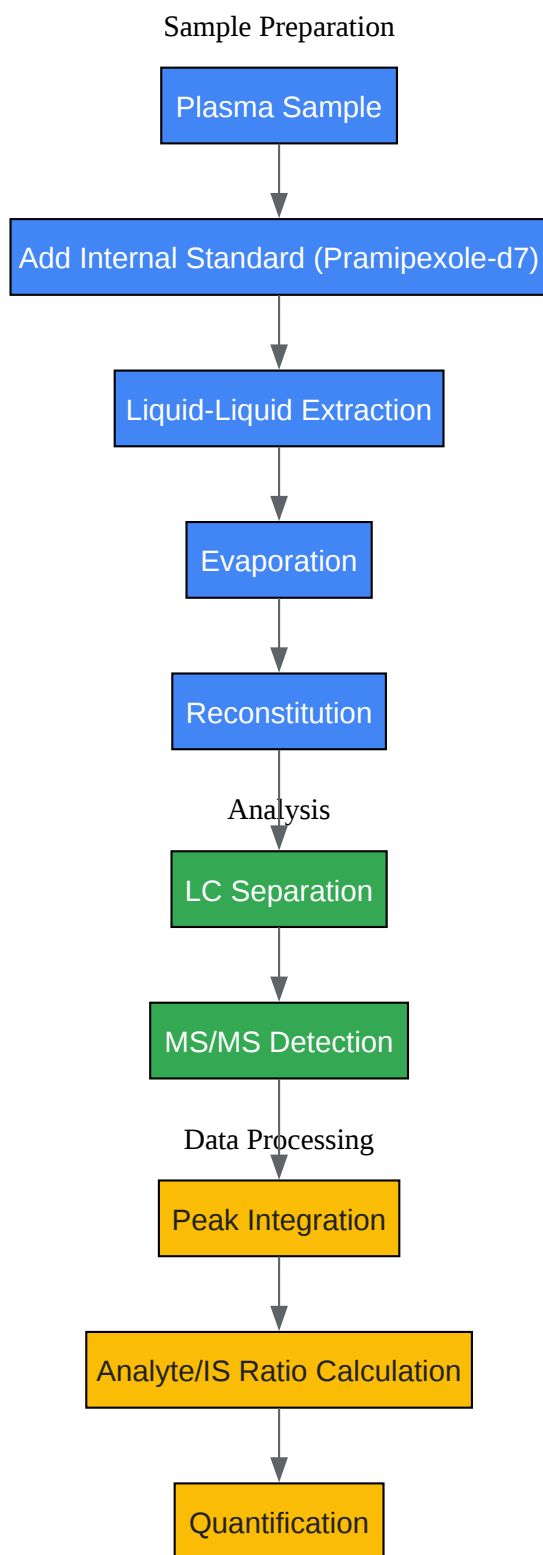 Sample Preparation
Plasma Sample
Add Internal Standard (Pramipexole-d7)
Liquid-Liquid Extraction
Evaporation
Reconstitution
Analysis
LC Separation
MS/MS Detection
Data Processing
Peak Integration
Analyte/IS Ratio Calculation
Quantification